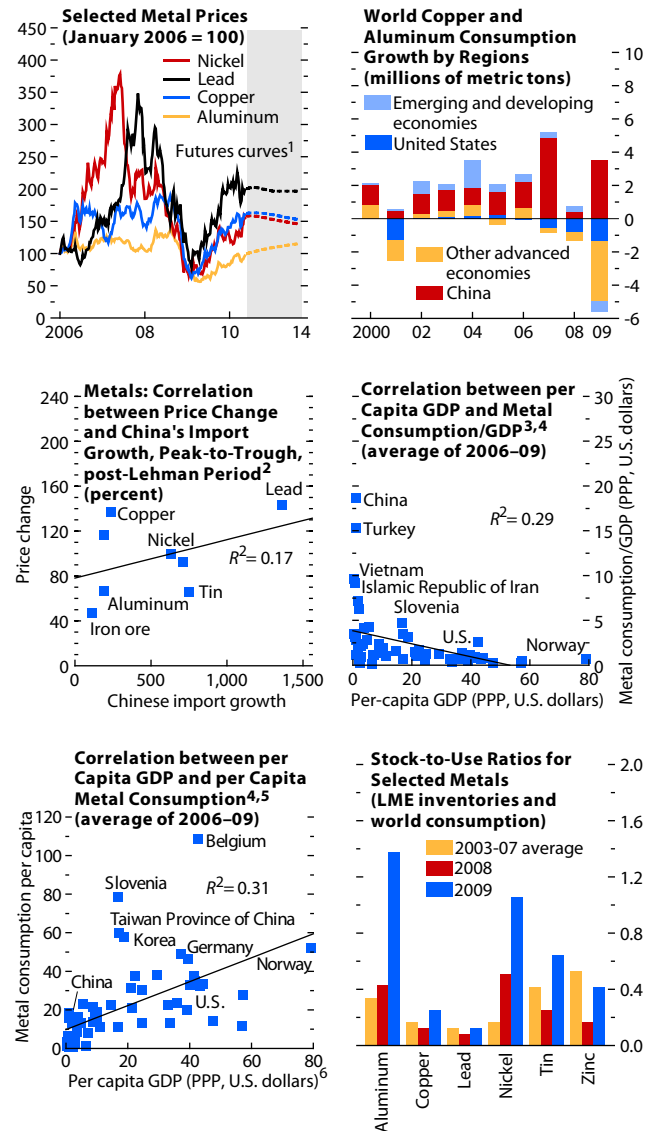 Selected Metal Prices
(January 2006 = 100)
450
400
350
300
250
200
150
100
50
0
2006
08
10
14
Nickel
Lead
Copper
Aluminum
Futures curves1
World Copper and
Aluminum Consumption
Growth by Regions
(millions of metric tons)
10
8
6
4
2
0
-2
-4
-6
Emerging and developing
economies
United States
Other advanced
economies
China
2000
02
04
06
08
09
Metals: Correlation
between Price Change
and China's Import
Growth, Peak-to-Trough,
post-Lehman Period2
(percent)
240
200
160
120
80
40
0
Price change
Lead
Copper
Nickel
R2= 0.17
Aluminum
Tin
Iron ore
0
500
1000
1,500
Chinese import growth
Correlation between per
Capita GDP and Metal
Consumption/GDP3,4
(average of 2006–09)
30
25
20
15
10
5
0
Metal consumption/GDP (PPP, U.S. dollars)
China
R2= 0.29
Turkey
Vietnam
Islamic Republic of Iran
Slovenia
U.S.
Norway
0
20
40
60
80
Per-capita GDP (PPP, U.S. dollars)
Correlation between per
Capita GDP and per Capita
Metal Consumption4,5
(average of 2006–09)
120
100
80
60
40
20
0
Metal consumption per capita
Belgium
Slovenia
R2= 0.31
Taiwan Province of China
Korea
Germany
Norway
China
U.S.
0
20
40
60
80
Per capita GDP (PPP, U.S. dollars)6
Stock-to-Use Ratios for
Selected Metals
(LME inventories and
world consumption)
2.0
1.6
1.2
0.8
0.4
0.0
2003-07 average
2008
2009
Aluminum
Copper
Lead
Nickel
Tin
Zinc